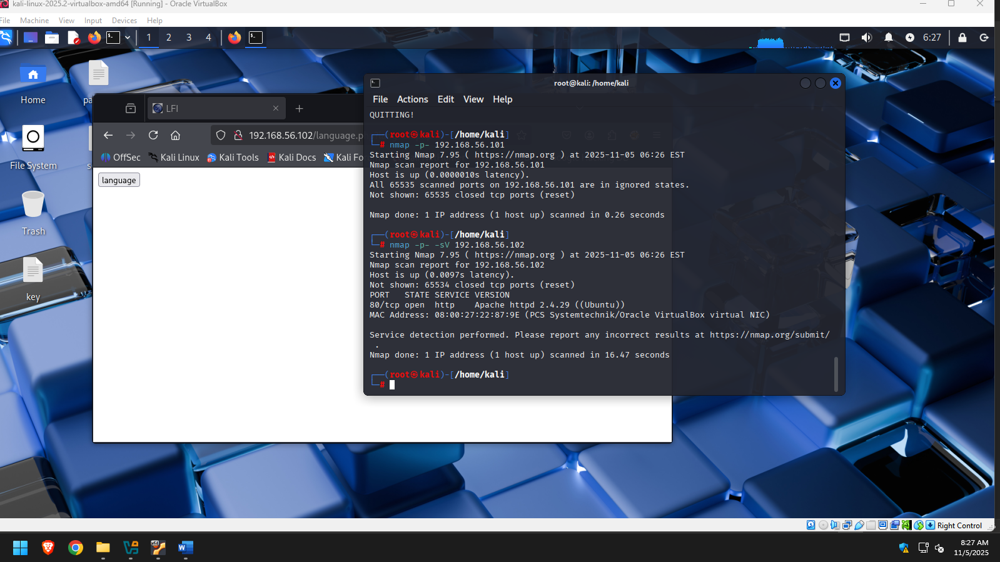 kali-linux-2025.2-virtualbox-amd64 [Running] - Oracle VirtualBox
File Machine View Input Devices Help
1 2 3 4 6:27
Home
File System
Trash
key
pa
s
LFI
192.168.56.102/language.p
OffSec Kali Linux Kali Tools Kali Docs Kali Fo
language
root@kali: /home/kali
File Actions Edit View Help
QUITTING!
┌──(root㉿kali)-[/home/kali]
└─# nmap -p- 192.168.56.101
Starting Nmap 7.95 ( https://nmap.org ) at 2025-11-05 06:26 EST
Nmap scan report for 192.168.56.101
Host is up (0.0000010s latency).
All 65535 scanned ports on 192.168.56.101 are in ignored states.
Not shown: 65535 closed tcp ports (reset)
Nmap done: 1 IP address (1 host up) scanned in 0.26 seconds
┌──(root㉿kali)-[/home/kali]
└─# nmap -p- -sV 192.168.56.102
Starting Nmap 7.95 ( https://nmap.org ) at 2025-11-05 06:26 EST
Nmap scan report for 192.168.56.102
Host is up (0.0097s latency).
Not shown: 65534 closed tcp ports (reset)
PORT   STATE SERVICE VERSION
80/tcp open  http    Apache httpd 2.4.29 ((Ubuntu))
MAC Address: 08:00:27:22:87:9E (PCS Systemtechnik/Oracle VirtualBox virtual NIC)
Service detection performed. Please report any incorrect results at https://nmap.org/submit/
.
Nmap done: 1 IP address (1 host up) scanned in 16.47 seconds
┌──(root㉿kali)-[/home/kali]
└─#
Right Control
8:27 AM
11/5/2025